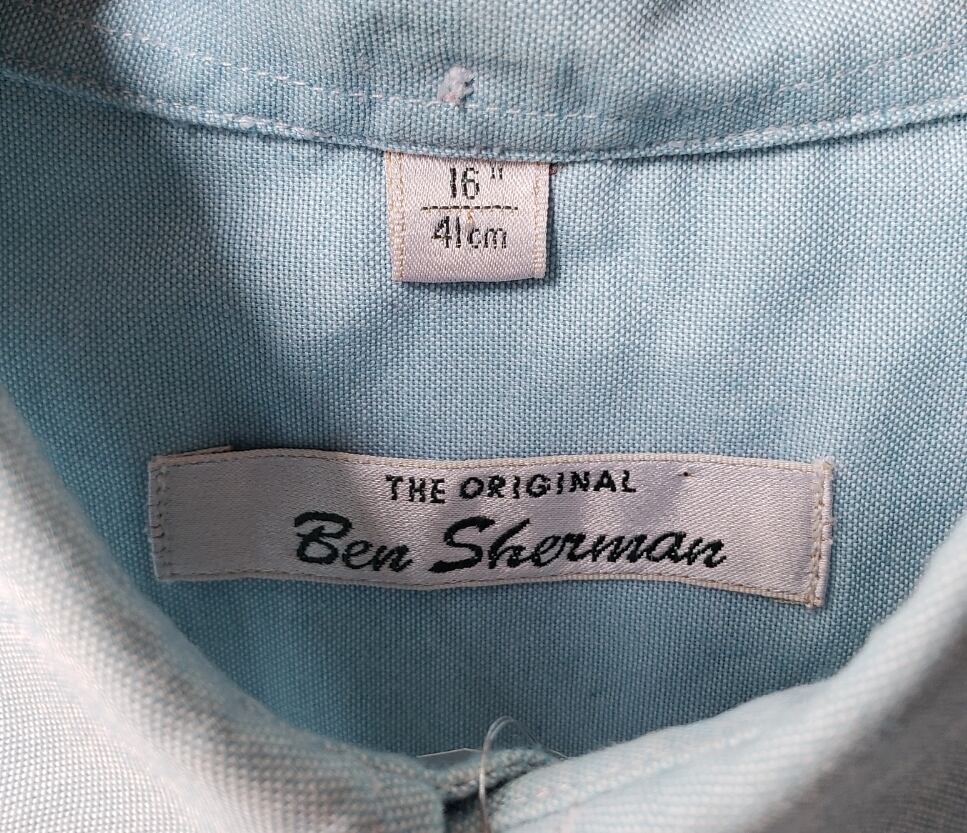 16"
41cm
THE ORIGINAL
Ben Sherman